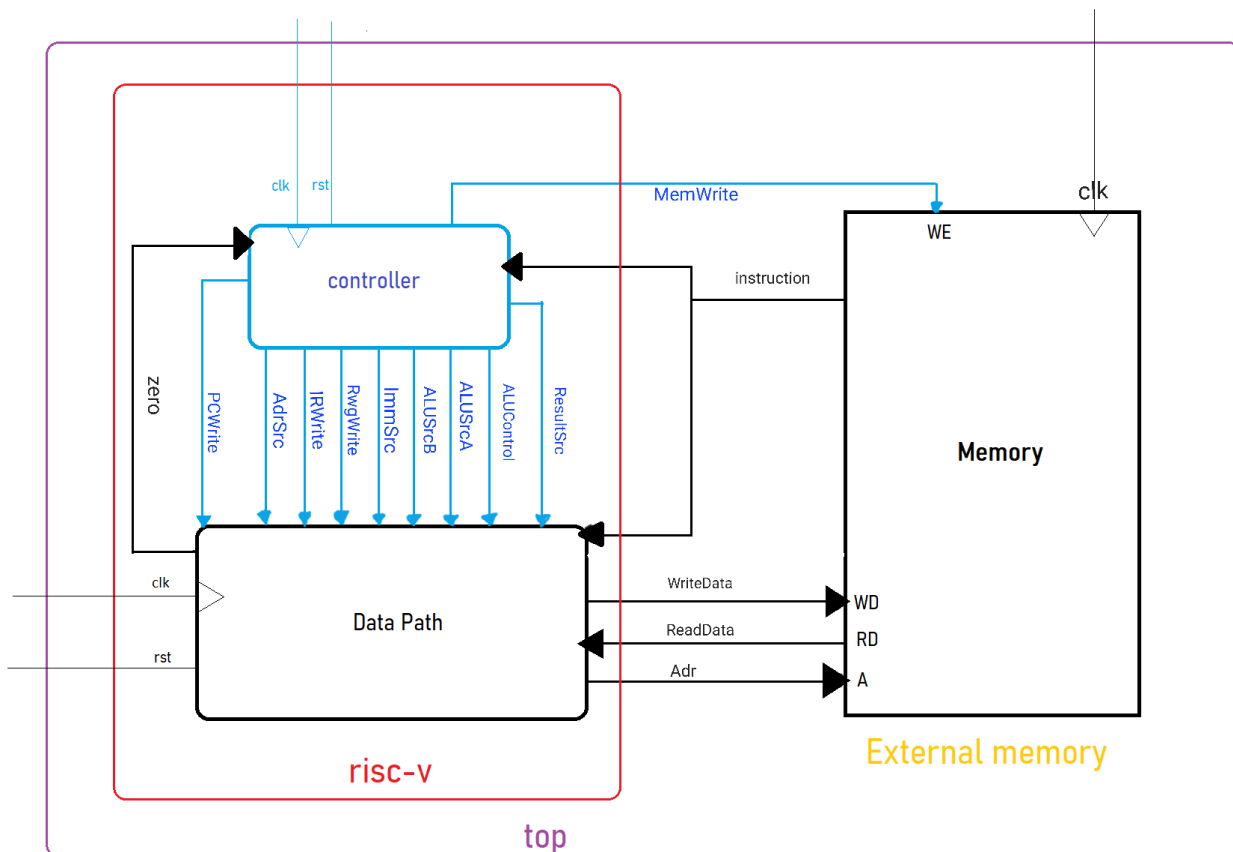 clk
rst
MemWrite
clk
WE
controller
instruction
zero
PCWrite
AdrSrc
IRWrite
RwgWrite
ImmSrc
ALUSrcB
ALUSrcA
ALUControl
ResultSrc
Memory
clk
rst
Data Path
WriteData
WD
ReadData
RD
Adr
A
risc-v
External memory
top